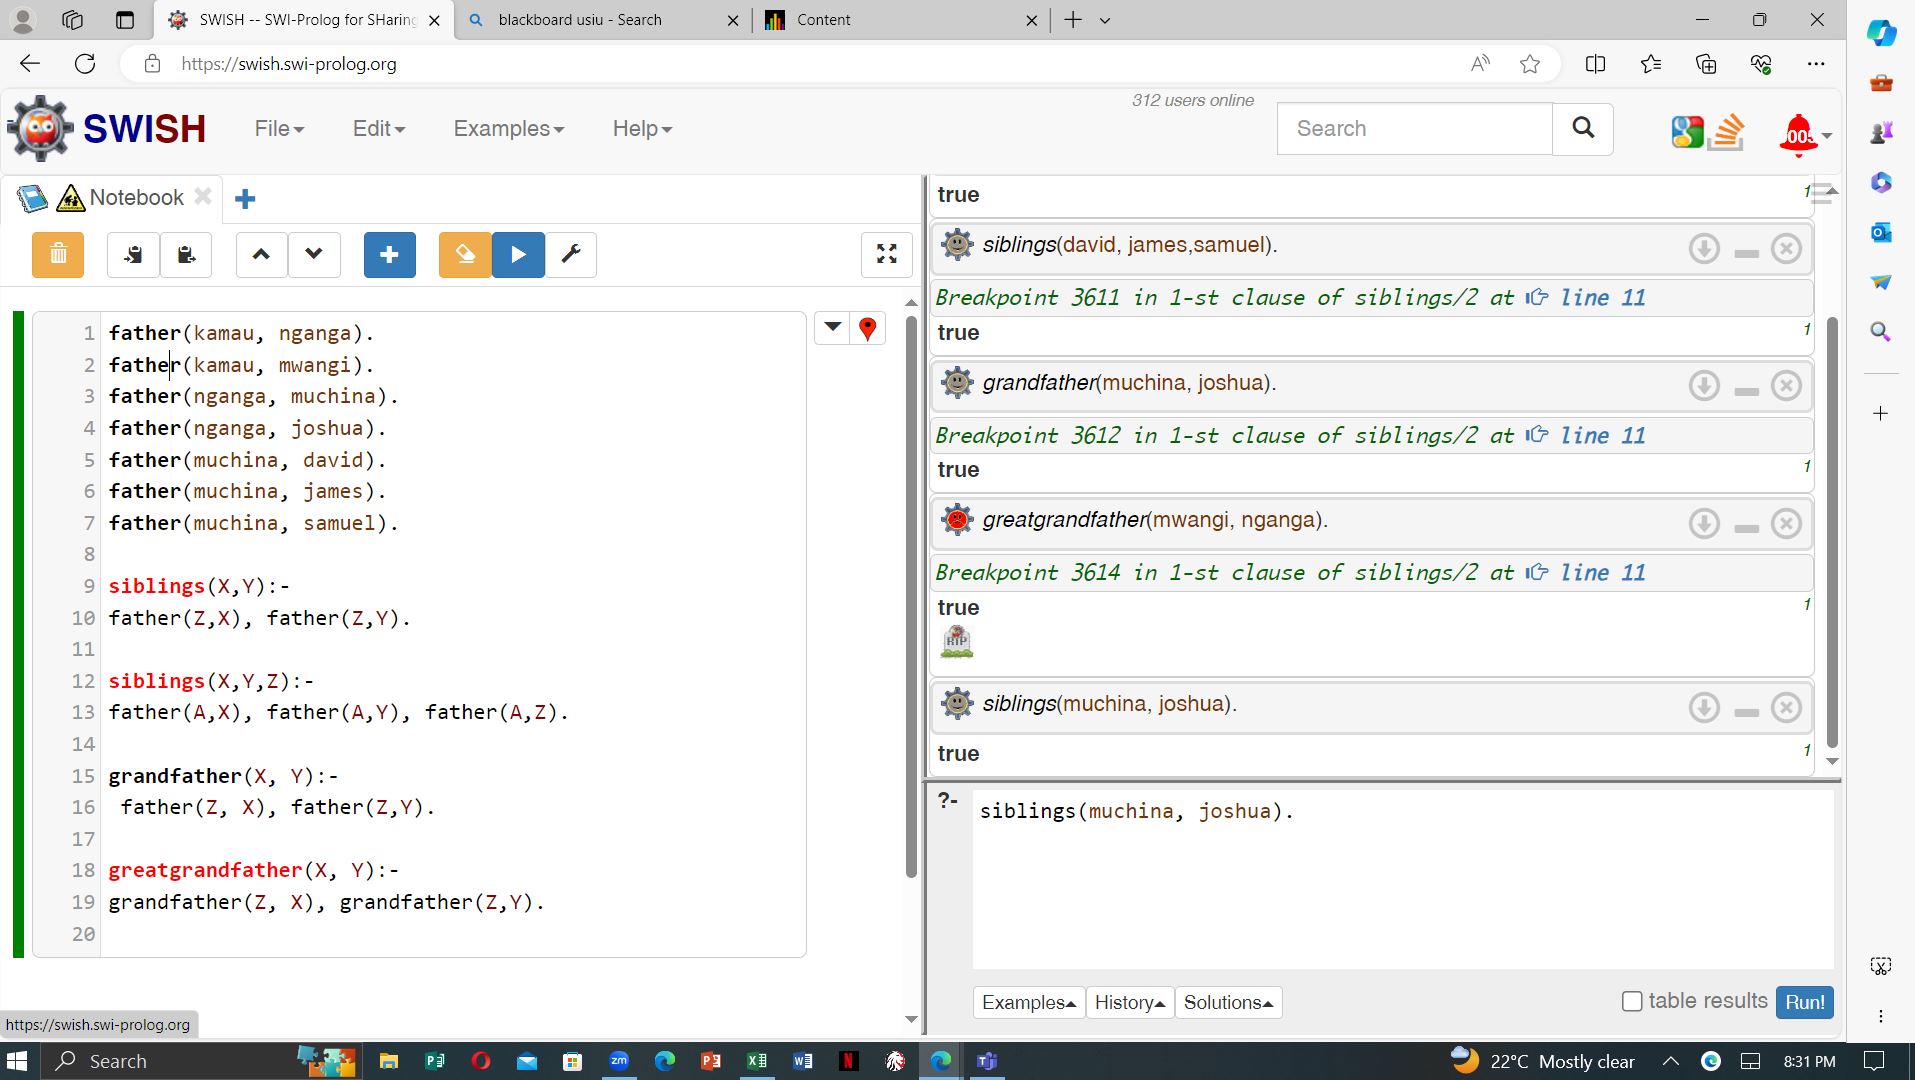 SWISH -- SWI-Prolog for SHaring
blackboard usiu - Search
Content
https://swish.swi-prolog.org
312 users online
SWISH
File
Edit
Examples
Help
Search
Notebook
1 father(kamau, nganga).
2 father(kamau, mwangi).
3 father(nganga, muchina).
4 father(nganga, joshua).
5 father(muchina, david).
6 father(muchina, james).
7 father(muchina, samuel).
8
9 siblings(X,Y):-
10 father(Z,X), father(Z,Y).
11
12 siblings(X,Y,Z):-
13 father(A,X), father(A,Y), father(A,Z).
14
15 grandfather(X, Y):-
16 father(Z, X), father(Z,Y).
17
18 greatgrandfather(X, Y):-
19 grandfather(Z, X), grandfather(Z,Y).
20
true 1
siblings(david, james,samuel).
Breakpoint 3611 in 1-st clause of siblings/2 at line 11
true 1
grandfather(muchina, joshua).
Breakpoint 3612 in 1-st clause of siblings/2 at line 11
true 1
greatgrandfather(mwangi, nganga).
Breakpoint 3614 in 1-st clause of siblings/2 at line 11
true 1
RIP
siblings(muchina, joshua).
true 1
?- siblings(muchina, joshua).
Examples History Solutions
table results Run!
https://swish.swi-prolog.org
Search
zm
N
22°C Mostly clear
8:31 PM